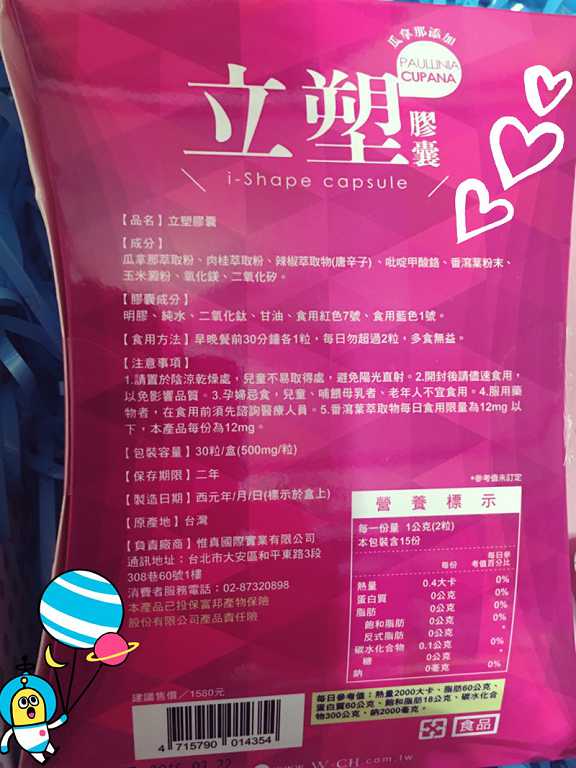 瓜拿那添加
PAULLINIA
CUPANA
立塑膠囊
i-Shape capsule
【品名】立塑膠囊
【成分】
瓜拿那萃取粉、肉桂萃取粉、辣椒萃取物(唐辛子)、吡啶甲酸鉻、番瀉葉粉末、
玉米澱粉、氧化鎂、二氧化矽。
【膠囊成分】
明膠、純水、二氧化鈦、甘油、食用紅色7號、食用藍色1號。
【食用方法】早晚餐前30分鐘各1粒，每日勿超過2粒，多食無益。
【注意事項】
1.請置於陰涼乾燥處，兒童不易取得處，避免陽光直射。2.開封後請儘速食用，
以免影響品質。3.孕婦忌食，兒童、哺餵母乳者、老年人不宜食用。4.服用藥
物者，在食用前須先諮詢醫療人員。5.番瀉葉萃取物每日食用限量為12mg 以
下，本產品每份為12mg。
【包裝容量】30粒/盒(500mg/粒)
【保存期限】二年
【製造日期】西元年/月/日(標示於盒上)
【原產地】台灣
【負責廠商】惟真國際實業有限公司
通訊地址：台北市大安區和平東路3段
308巷60號1樓
消費者服務電話：02-87320898
本產品已投保富邦產物保險
股份有限公司產品責任險
*參考值未訂定
營養標示
每一份量 1公克(2粒)
本包裝含15份
每份 每日參考值百分比
熱量 0.4大卡 0%
蛋白質 0公克 0%
脂肪 0公克 0%
飽和脂肪 0公克 0%
反式脂肪 0公克 *
碳水化合物 0.1公克 0%
糖 0公克 *
鈉 0毫克 0%
每日參考值：熱量2000大卡、脂肪60公克、
蛋白質60公克、飽和脂肪18公克、碳水化合
物300公克、鈉2000毫克。
建議售價／1580元
4 715790 014354
食品
W-CH.com.tw